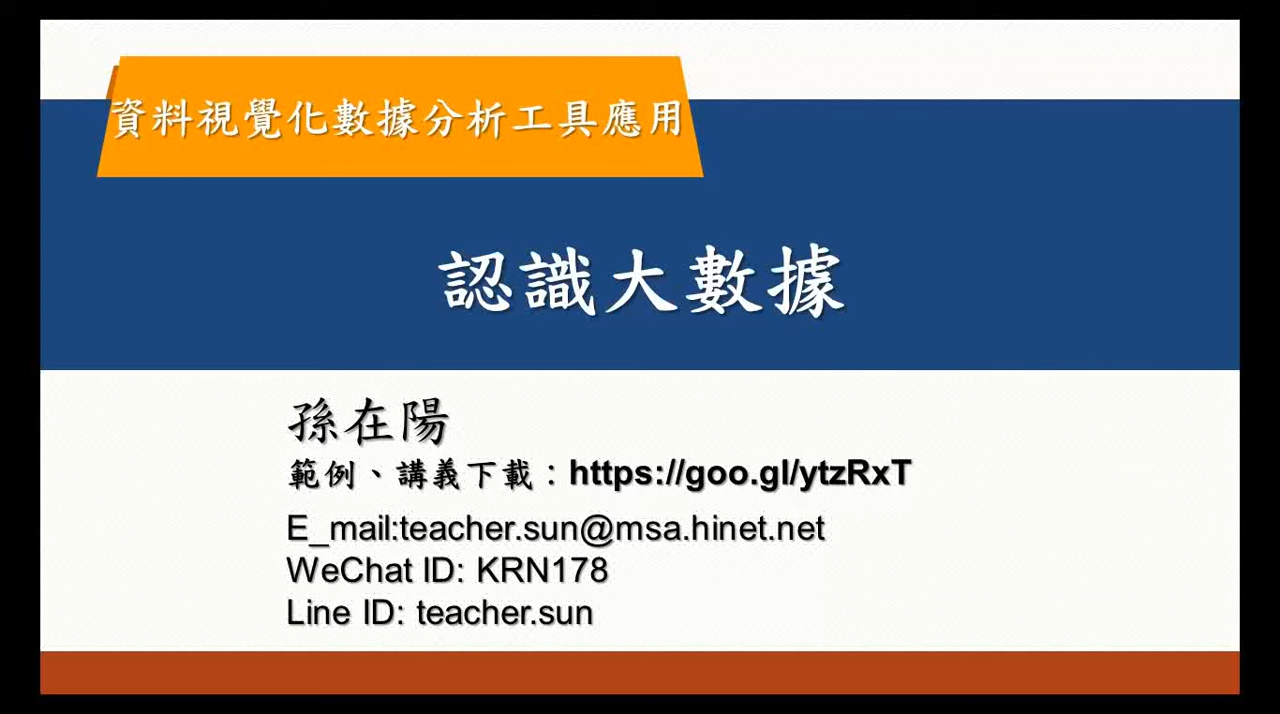 資料視覺化數據分析工具應用
認識大數據
孫在陽
範例、講義下載：https://goo.gl/ytzRxT
E_mail:teacher.sun@msa.hinet.net
WeChat ID: KRN178
Line ID: teacher.sun